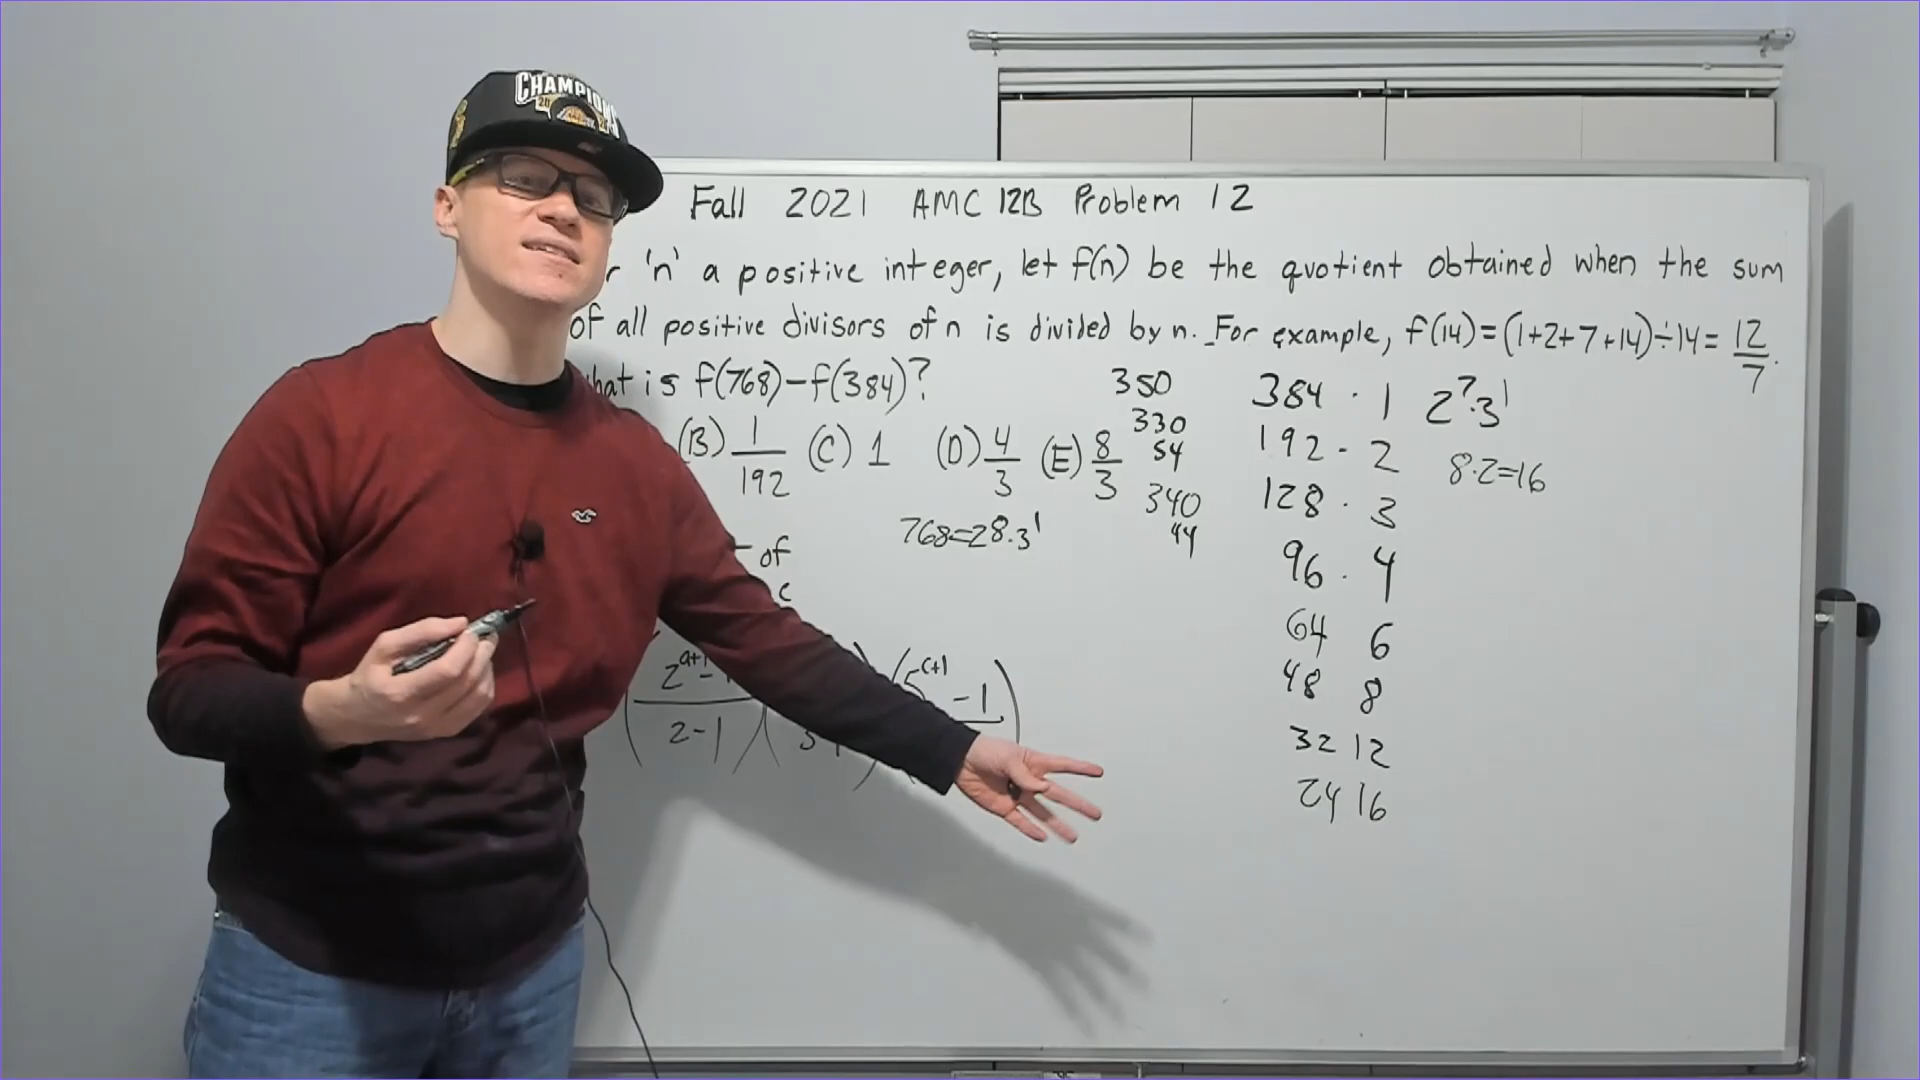 CHAMPIONS
Fall 2021 AMC 12B Problem 12
r 'n' a positive integer, let f(n) be the quotient obtained when the sum
of all positive divisors of n is divided by n. For example, f(14)=(1+2+7+14)÷14= 12/7.
hat is f(768)-f(384)?
(B) 1/192 (C) 1 (D) 4/3 (E) 8/3
350
330
54
340
44
768=28·3^1
of
c
2-1
(5^(c+1) -1
384 · 1
192 - 2
128 · 3
96 · 4
64 6
48 8
32 12
24 16
2^7·3^1
8·2=16